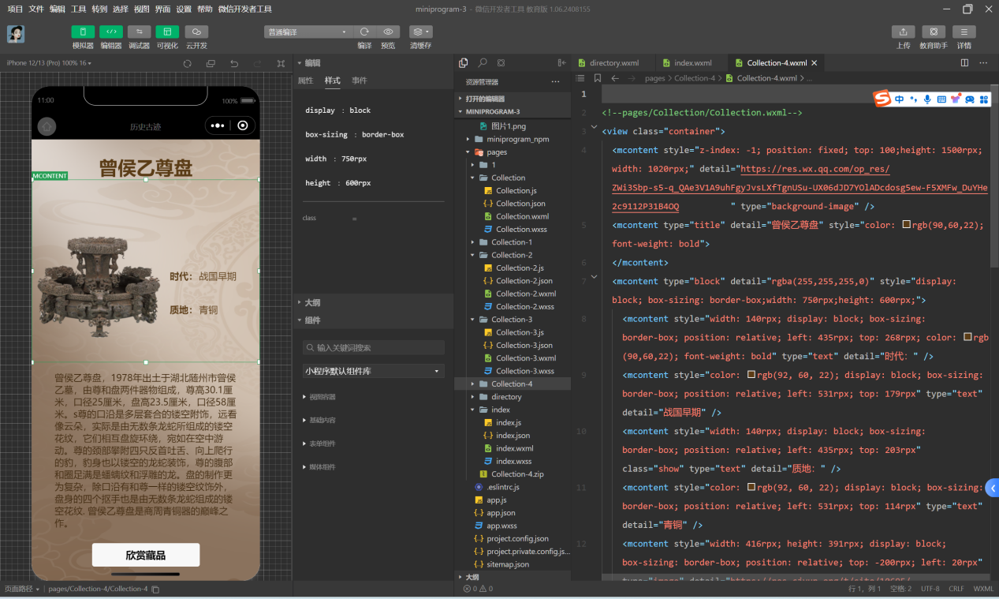 项目 文件 编辑 工具 转到 选择 视图 界面 设置 帮助 微信开发者工具
miniprogram-3 - 微信开发者工具 教育版 1.06.2408155
模拟器 编辑器 调试器 可视化 云开发
普通编译
编译 预览 清缓存
上传 教育助手 详情
iPhone 12/13 (Pro) 100% 16
11:00
100%
历史古迹
曾侯乙尊盘
MCONTENT
时代：战国早期
质地：青铜
曾侯乙尊盘，1978年出土于湖北随州市曾侯
乙墓，由尊和盘两件器物组成，尊高30.1厘
米，口径25厘米，盘高23.5厘米，口径58厘
米。s尊的口沿是多层套合的镂空附饰，远看
像云朵，实际是由无数条龙蛇所组成的镂空
花纹，它们相互盘旋环绕，宛如在空中游
动。尊的颈部攀附四只反首吐舌、向上爬行
的豹，豹身也以镂空的龙蛇装饰，尊的腹部
和圈足满是蟠螭纹和浮雕的龙。盘的制作更
为复杂，除口沿有和尊一样的镂空纹饰外，
盘身的四个抠手也是由无数条龙蛇组成的镂
空花纹. 曾侯乙尊盘是商周青铜器的巅峰之
作。
欣赏藏品
页面路径 | pages/Collection-4/Collection-4
编辑
属性 样式 事件
display : block
box-sizing : border-box
width : 750rpx
height : 600rpx
class =
大纲
组件
输入关键词搜索
小程序默认组件库
视图容器
基础内容
表单组件
媒体组件
资源管理器
打开的编辑器
MINIPROGRAM-3
图片1.png
miniprogram_npm
pages
1
Collection
Collection.js
Collection.json
Collection.wxml
Collection.wxss
Collection-1
Collection-2
Collection-2.js
Collection-2.json
Collection-2.wxml
Collection-2.wxss
Collection-3
Collection-3.js
Collection-3.json
Collection-3.wxml
Collection-3.wxss
Collection-4
directory
index
index.js
index.json
index.wxml
index.wxss
Collection-4.zip
.eslintrc.js
app.js
app.json
app.wxss
project.config.json
project.private.config.js...
sitemap.json
大纲
0 0
directory.wxml index.wxml Collection-4.wxml
pages > Collection-4 > Collection-4.wxml > ...
中
1
2 <!--pages/Collection/Collection.wxml-->
3 <view class="container">
4 <mcontent style="z-index: -1; position: fixed; top: 100;height: 1500rpx;
width: 1020rpx;" detail="https://res.wx.qq.com/op_res/
ZWi3Sbp-s5-q_QAe3V1A9uhFgyJvsLXfTgnUSu-UX06dJD7YOlADcdosg5ew-F5XMFw_DuYHe
2c9112P31B4OQ " type="background-image" />
5 <mcontent type="title" detail="曾侯乙尊盘" style="color: rgb(90,60,22);
font-weight: bold">
6 </mcontent>
7 <mcontent type="block" detail="rgba(255,255,255,0)" style="display:
block; box-sizing: border-box;width: 750rpx;height: 600rpx;">
8 <mcontent style="width: 140rpx; display: block; box-sizing:
border-box; position: relative; left: 435rpx; top: 268rpx; color: rgb
(90,60,22); font-weight: bold" type="text" detail="时代：" />
9 <mcontent style="color: rgb(92, 60, 22); display: block; box-sizing:
border-box; position: relative; left: 531rpx; top: 179rpx" type="text"
detail="战国早期" />
10 <mcontent style="width: 140rpx; display: block; box-sizing:
border-box; position: relative; left: 435rpx; top: 203rpx"
class="show" type="text" detail="质地：" />
11 <mcontent style="color: rgb(92, 60, 22); display: block; box-sizing:
border-box; position: relative; left: 531rpx; top: 114rpx" type="text"
detail="青铜" />
12 <mcontent style="width: 416rpx; height: 391rpx; display: block;
box-sizing: border-box; position: relative; top: -200rpx; left: 20rpx"
行 1，列 1 空格: 2 UTF-8 CRLF WXML